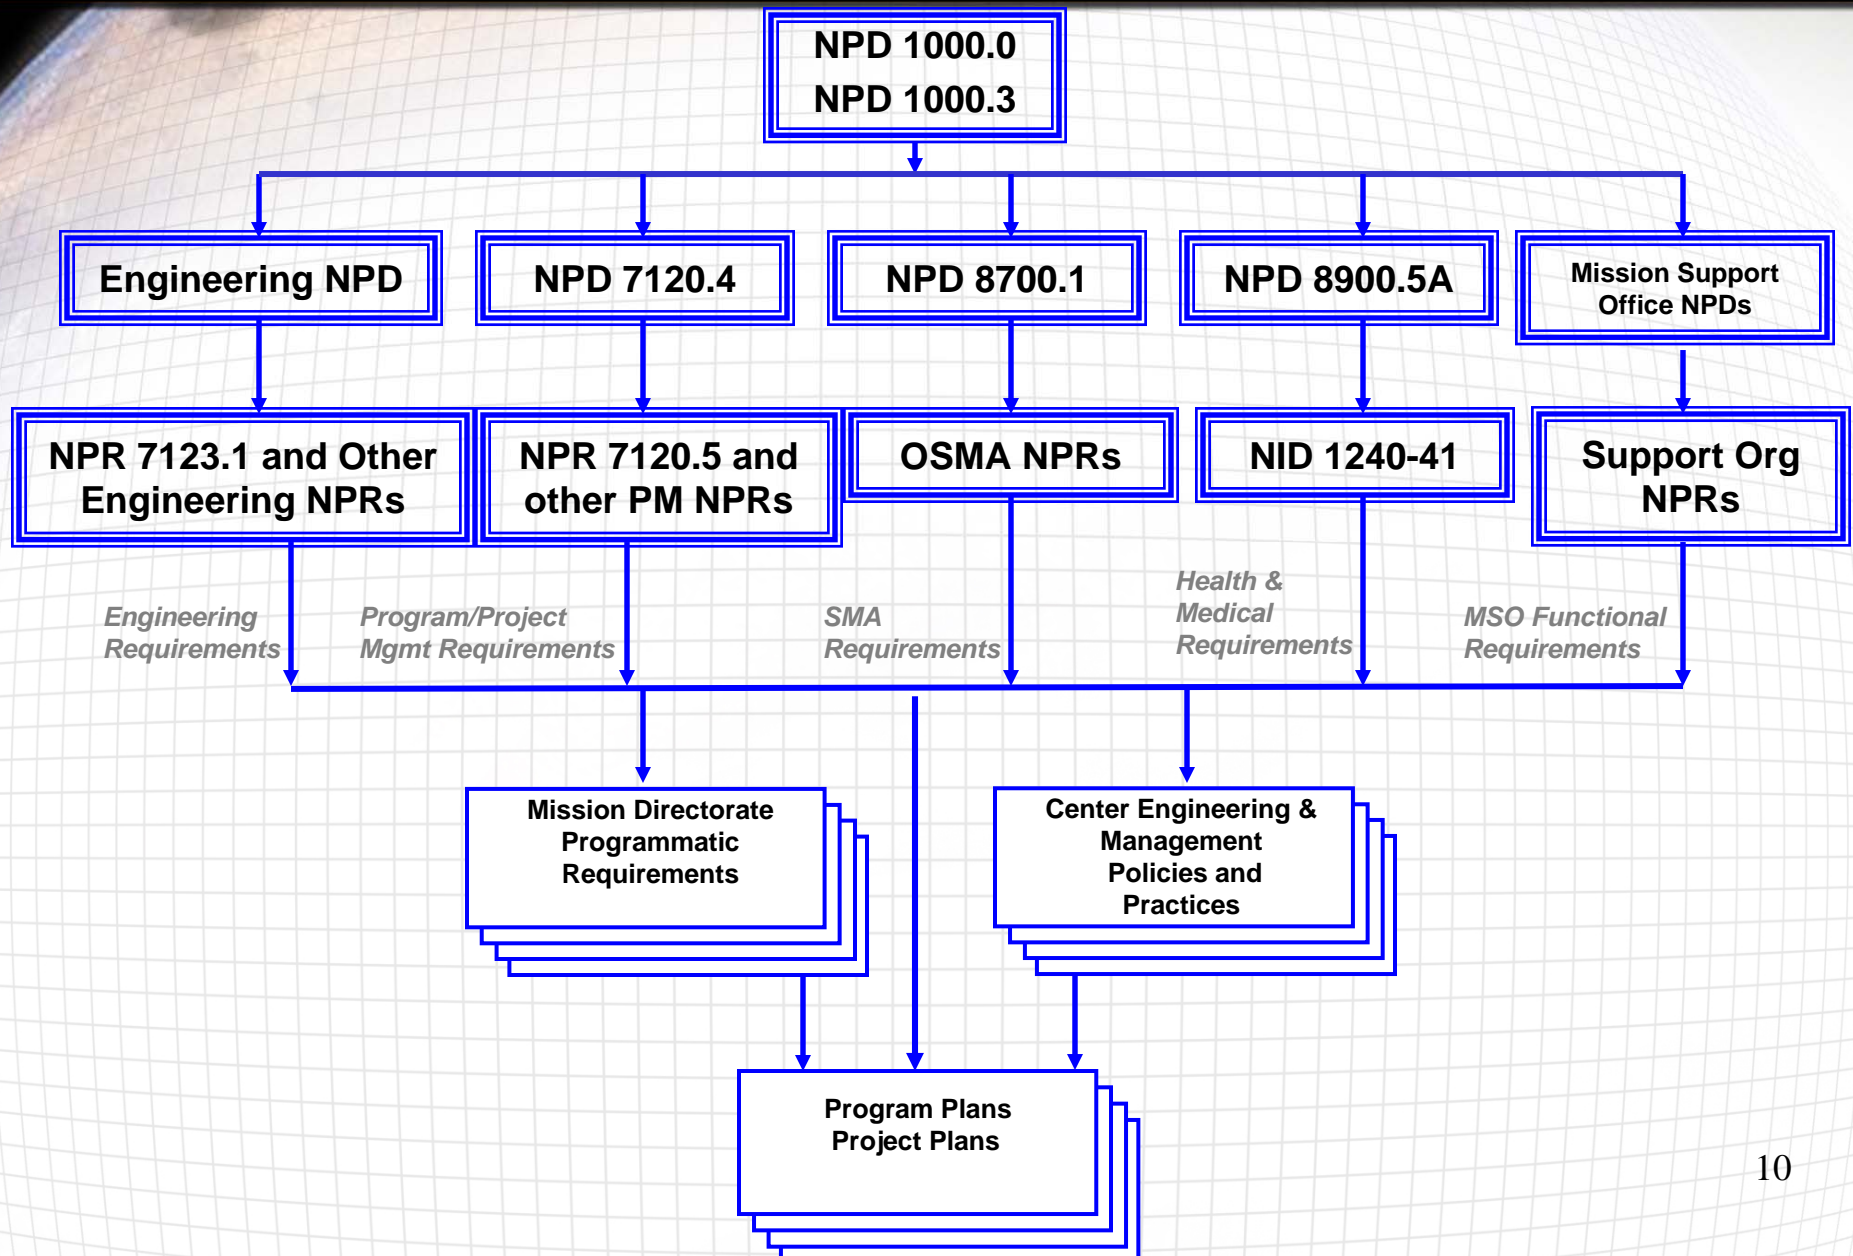 NPD 1000.0
NPD 1000.3
Engineering NPD
NPD 7120.4
NPD 8700.1
NPD 8900.5A
Mission Support
Office NPDs
NPR 7123.1 and Other
Engineering NPRs
NPR 7120.5 and
other PM NPRs
OSMA NPRs
NID 1240-41
Support Org
NPRs
Engineering
Requirements
Program/Project
Mgmt Requirements
SMA
Requirements
Health &
Medical
Requirements
MSO Functional
Requirements
Mission Directorate
Programmatic
Requirements
Center Engineering &
Management
Policies and
Practices
Program Plans
Project Plans
10